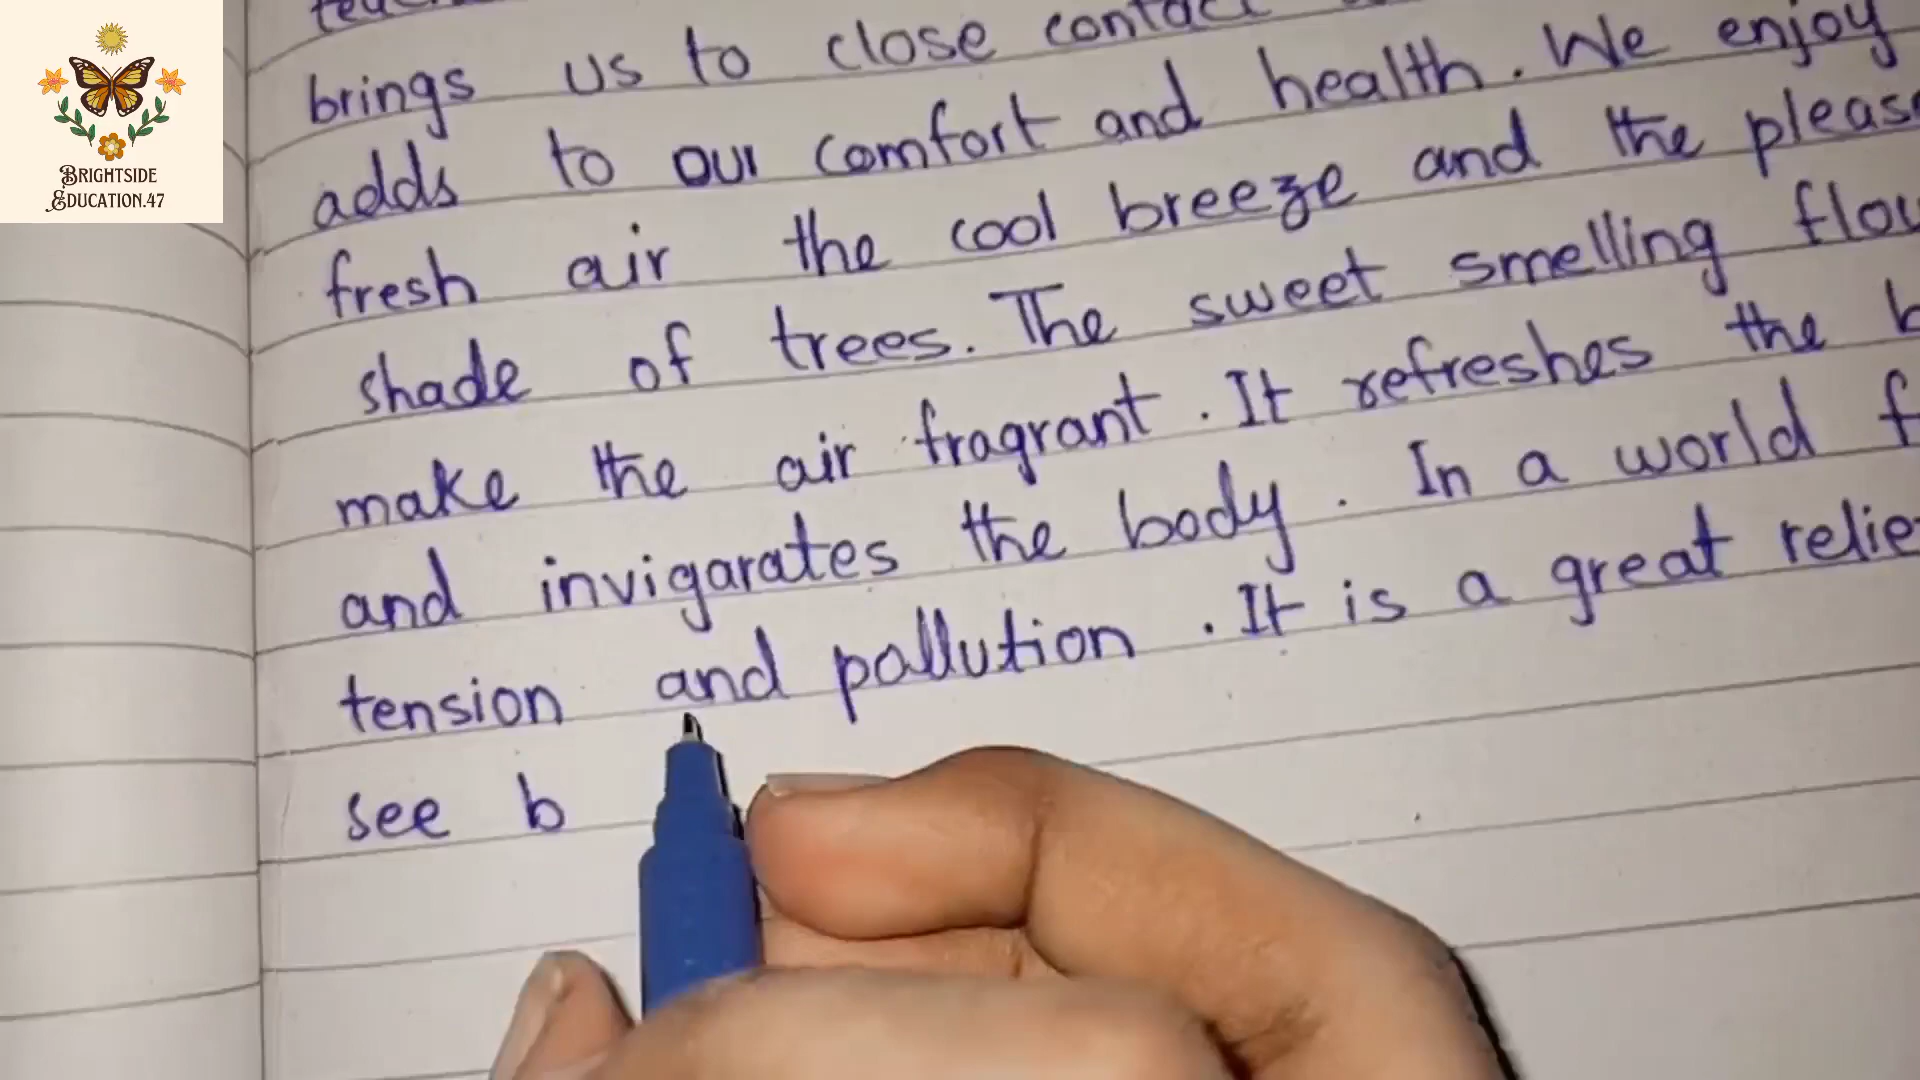 BRIGHTSIDE
EDUCATION.47
brings us to close contact
adds to our comfort and health. We enjoy
fresh air the cool breeze and the
shade of trees. The sweet smelling
make the air fragrant. It refreshes the
and invigarates the body. In a world
tension and pollution. It is a great
see b